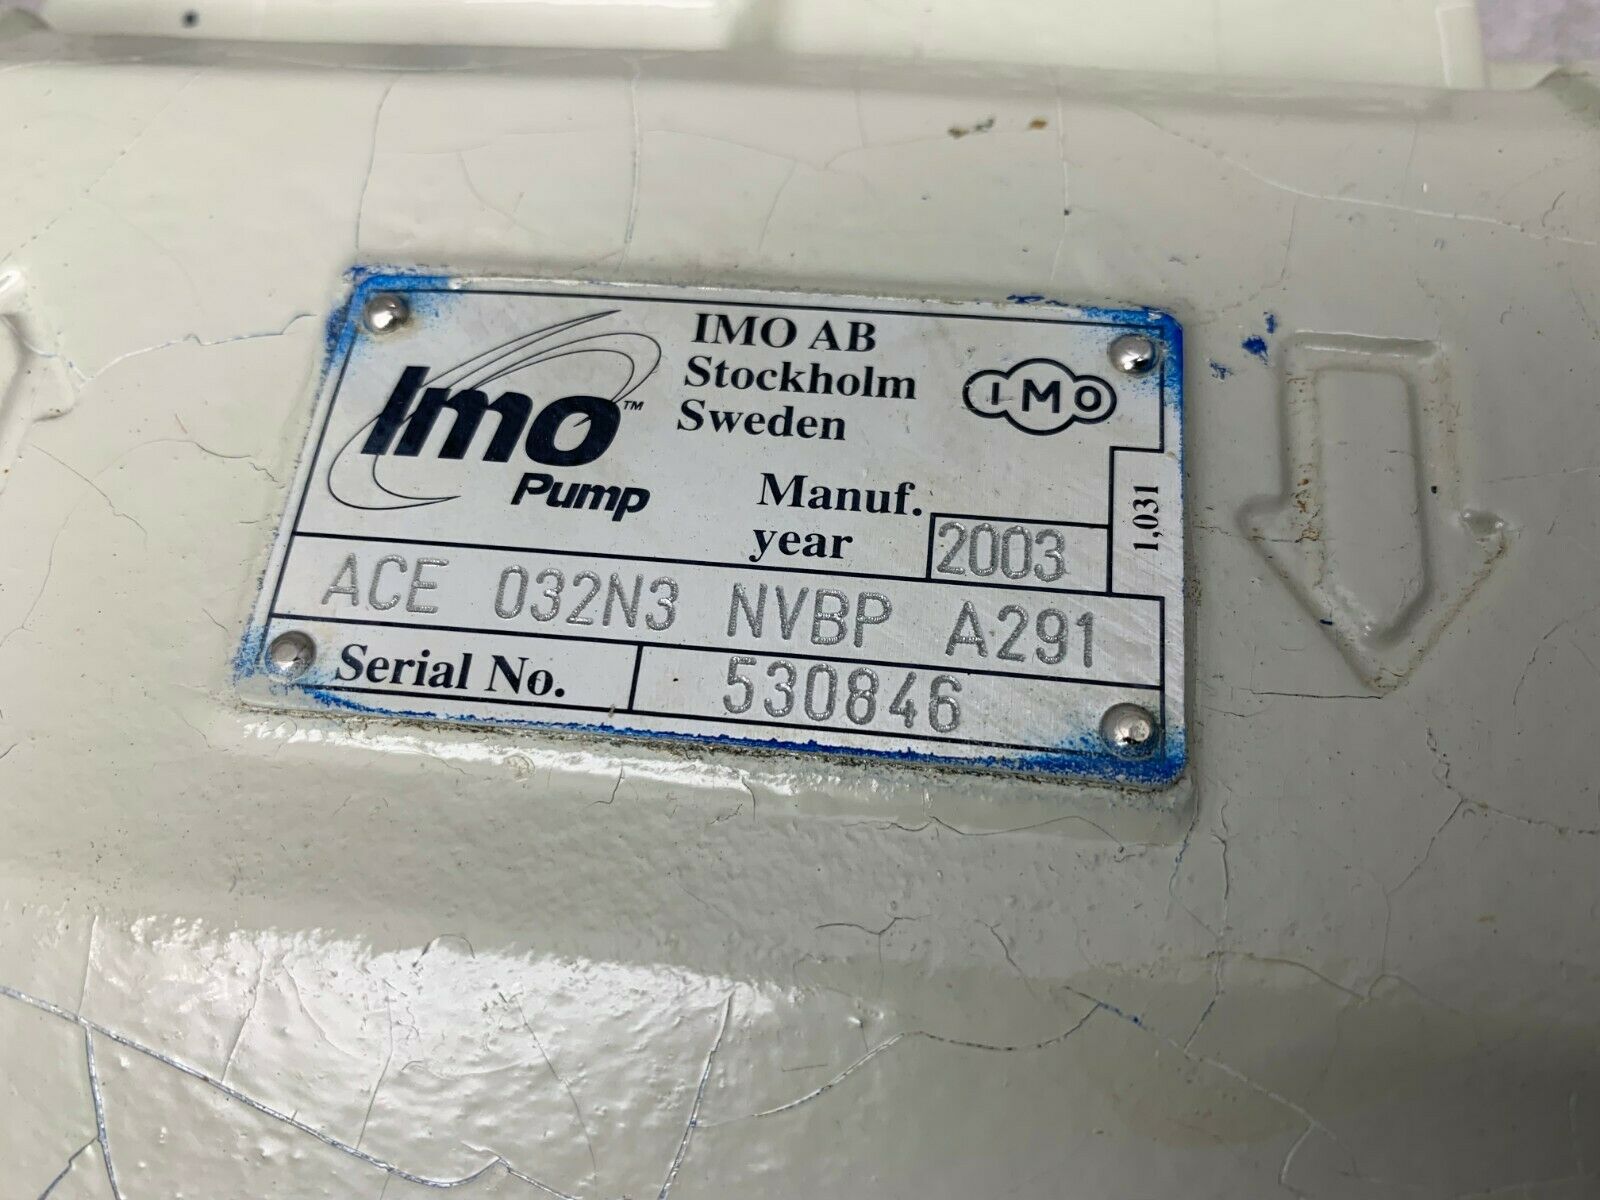 Imo™
Pump
IMO AB
Stockholm
Sweden
IMO
Manuf.
year
2003
1,031
ACE 032N3 NVBP A291
Serial No. 530846